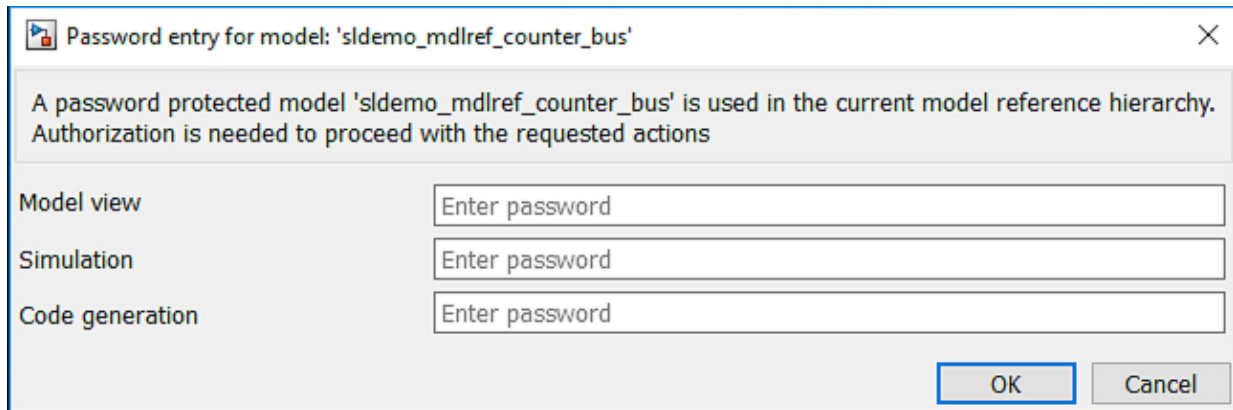 Password entry for model: 'sldemo_mdlref_counter_bus'
A password protected model 'sldemo_mdlref_counter_bus' is used in the current model reference hierarchy.
Authorization is needed to proceed with the requested actions
Model view Enter password
Simulation Enter password
Code generation Enter password
OK Cancel